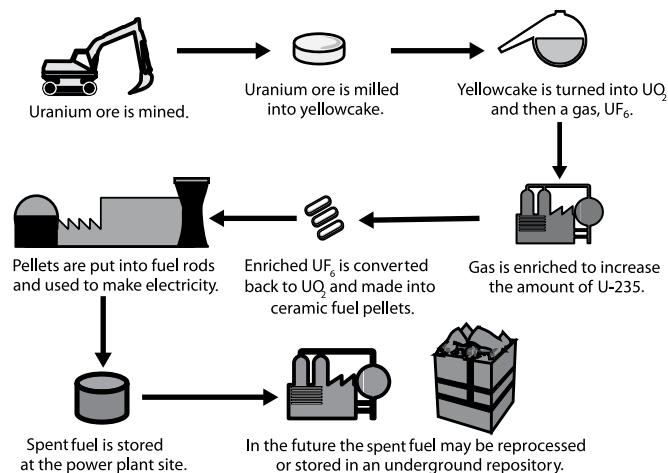 Uranium ore is mined.
Uranium ore is milled
into yellowcake.
Yellowcake is turned into UO₂
and then a gas, UF₆.
Gas is enriched to increase
the amount of U-235.
Enriched UF₆ is converted
back to UO₂ and made into
ceramic fuel pellets.
Pellets are put into fuel rods
and used to make electricity.
Spent fuel is stored
at the power plant site.
In the future the spent fuel may be reprocessed
or stored in an underground repository.